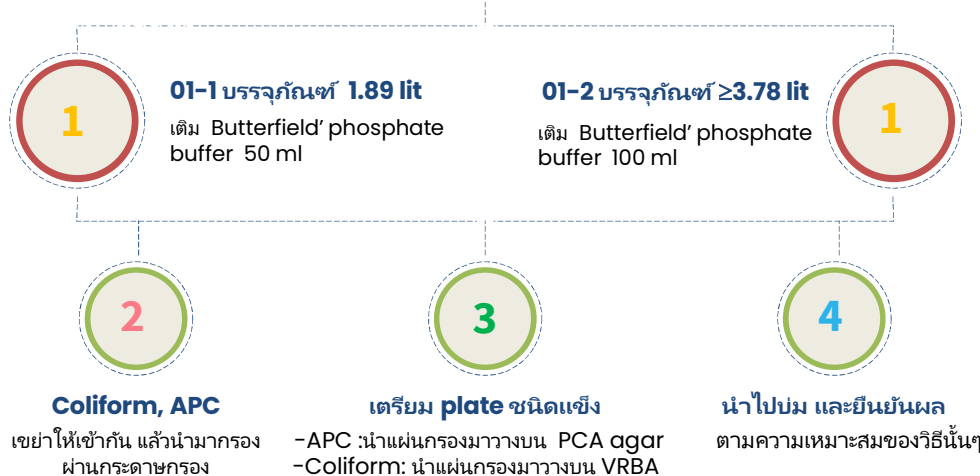 1
01-1 บรรจุภัณฑ์ 1.89 lit
เติม Butterfield’ phosphate
buffer 50 ml
01-2 บรรจุภัณฑ์ ≥3.78 lit
เติม Butterfield’ phosphate
buffer 100 ml
1
2
Coliform, APC
เขย่าให้เข้ากัน แล้วนำมากรอง
ผ่านกระดาษกรอง
3
เตรียม plate ชนิดแข็ง
-APC :นำแผ่นกรองมาวางบน PCA agar
-Coliform: นำแผ่นกรองมาวางบน VRBA
4
นำไปบ่ม และยืนยันผล
ตามความเหมาะสมของวิธีนั้นๆ